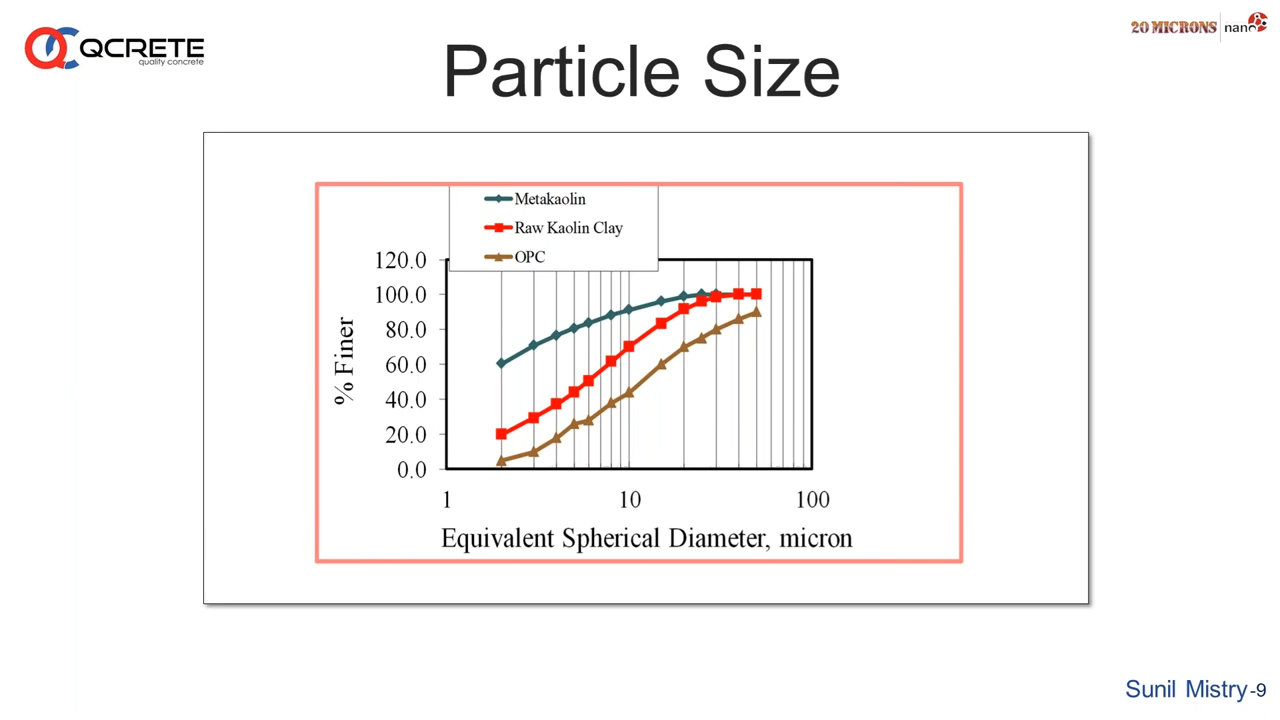 QCRETE
quality concrete
20 MICRONS nano
Particle Size
Metakaolin
Raw Kaolin Clay
OPC
120.0
100.0
80.0
60.0
40.0
20.0
0.0
% Finer
1 10 100
Equivalent Spherical Diameter, micron
Sunil Mistry-9